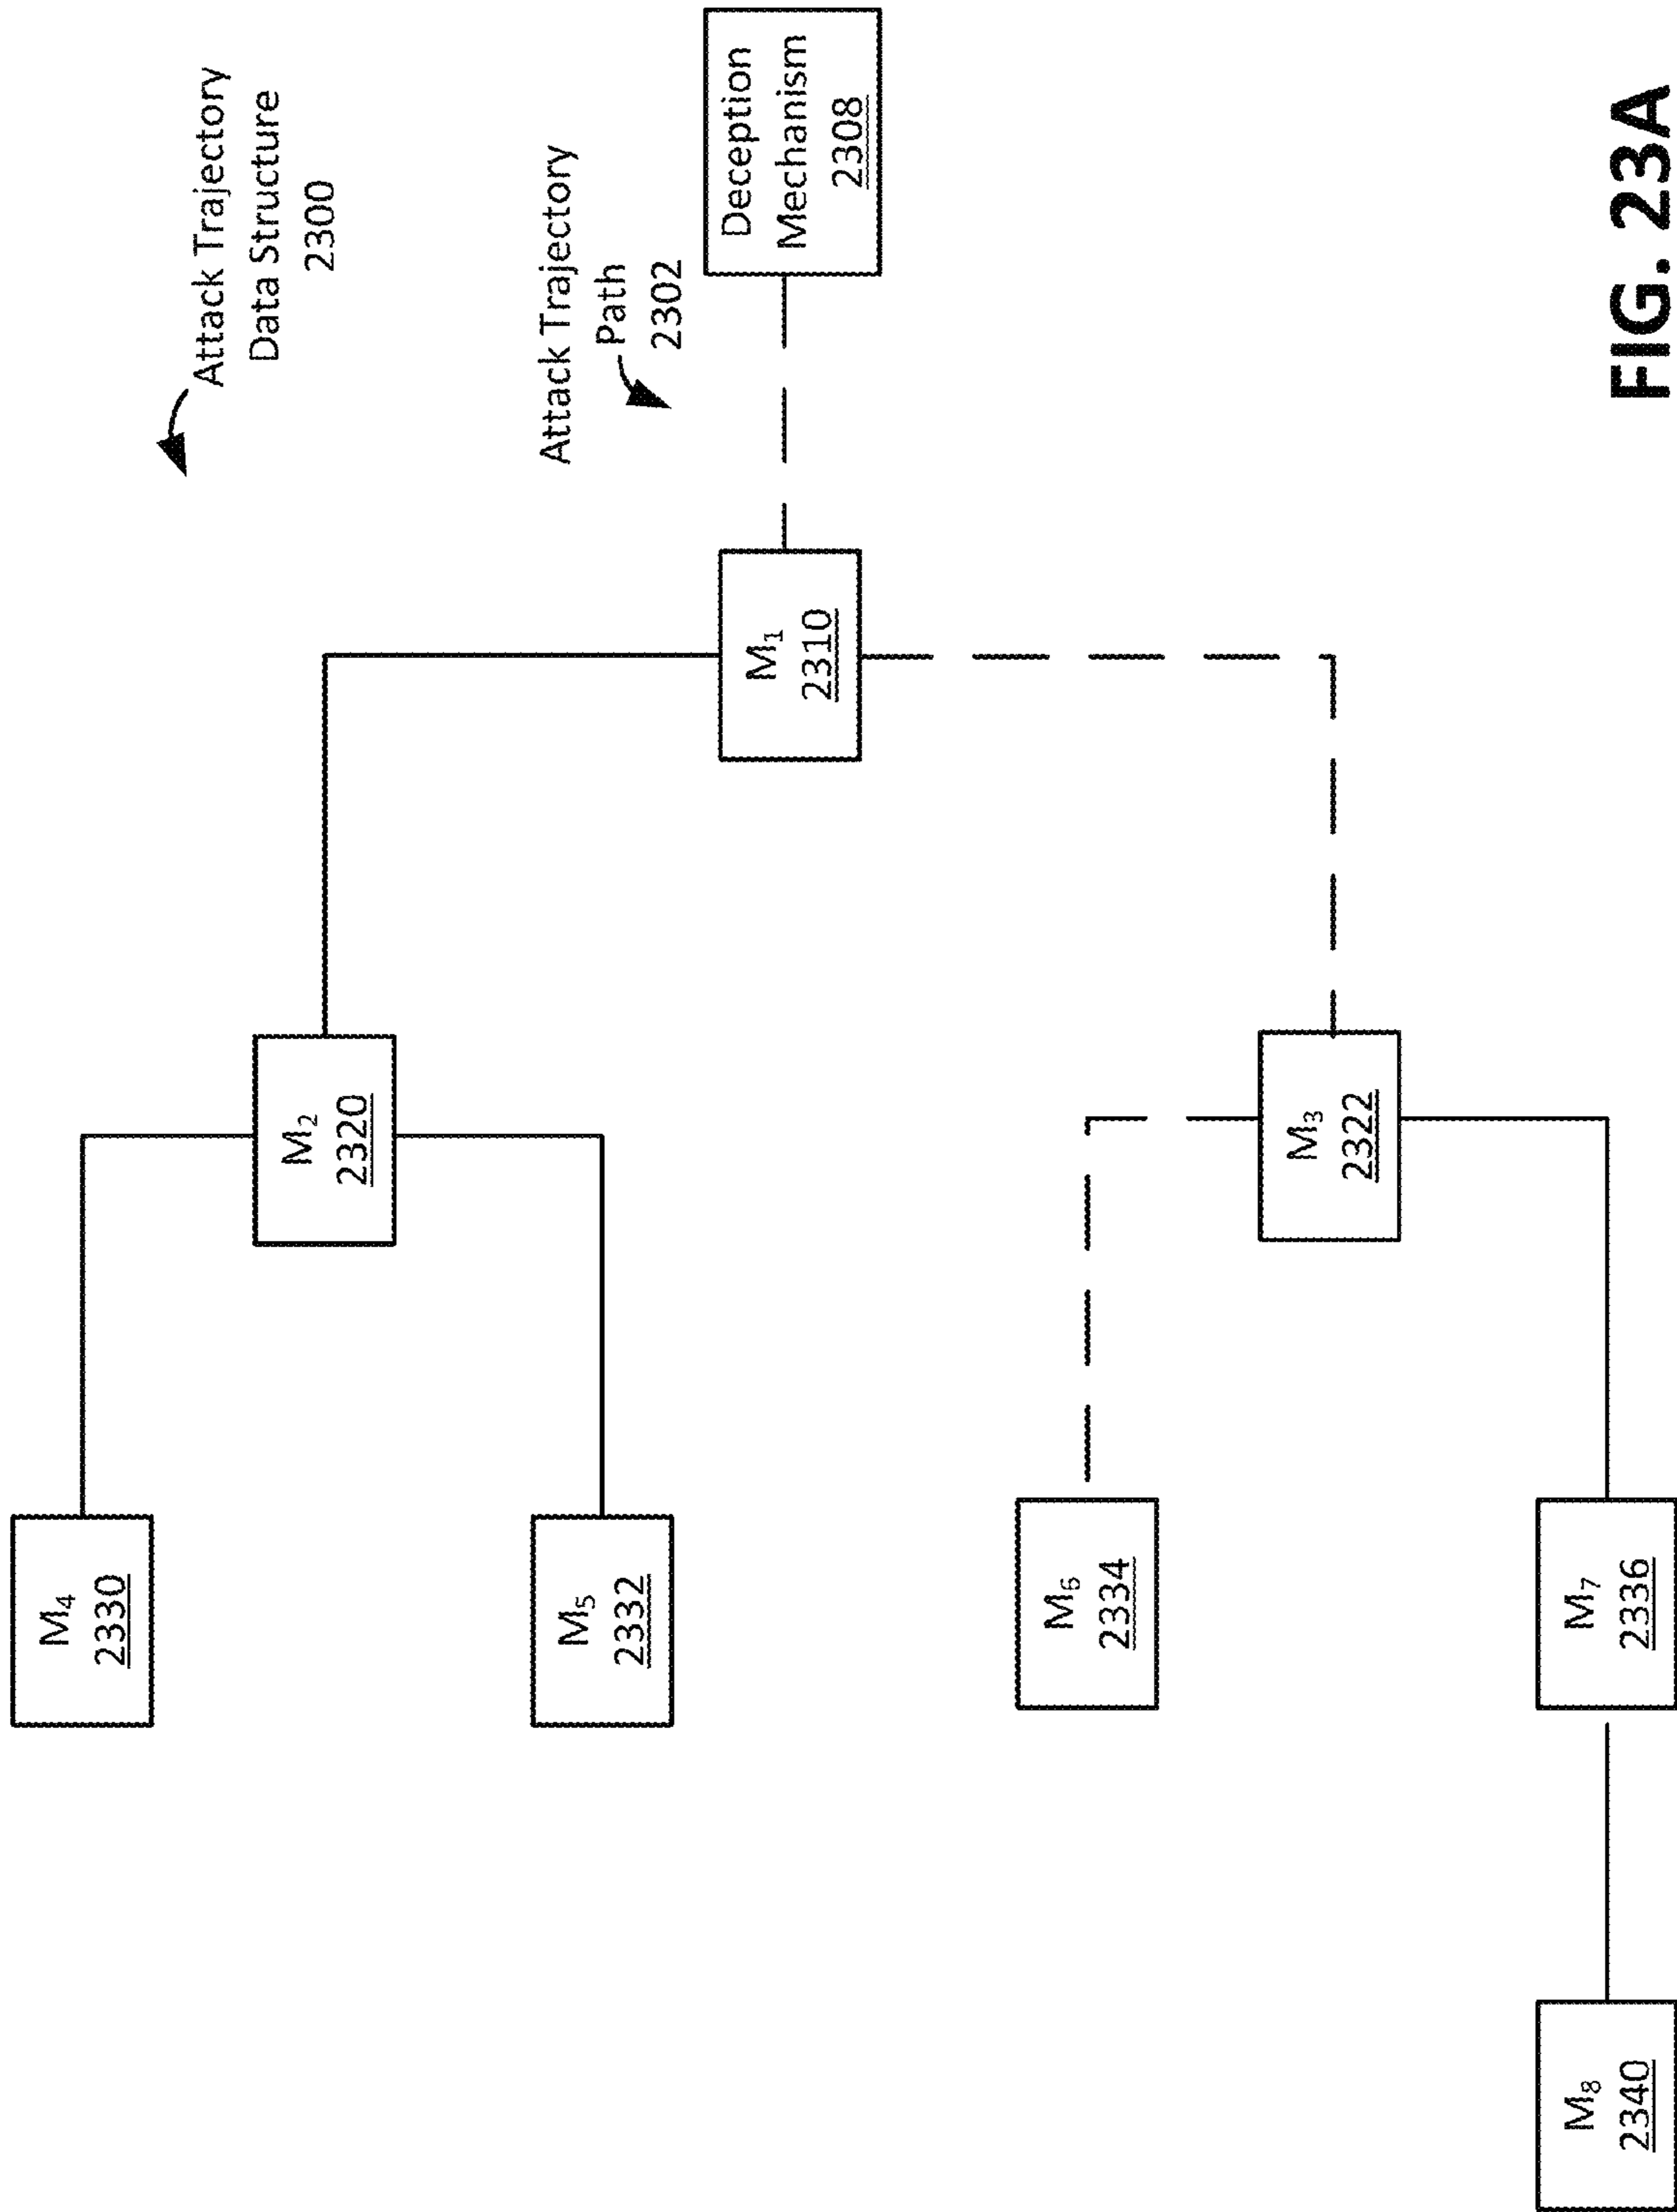 Attack Trajectory
Data Structure
2300
Attack Trajectory
Path
2302
Deception
Mechanism
2308
M₁
2310
M₂
2320
M₃
2322
M₄
2330
M₅
2332
M₆
2334
M₇
2336
M₈
2340
FIG. 23A